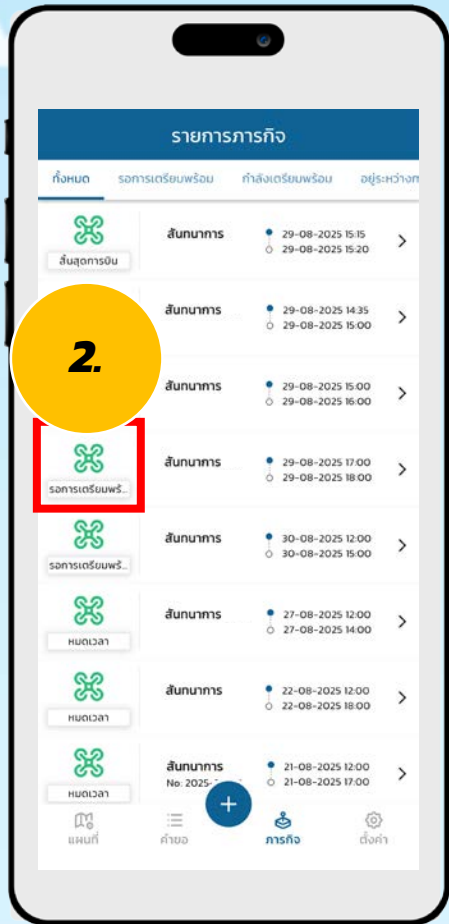 รายการภารกิจ
ทั้งหมด รอการเตรียมพร้อม กำลังเตรียมพร้อม อยู่ระหว่างก
สันทนาการ 29-08-2025 15:15
29-08-2025 15:20
สิ้นสุดการบิน
สันทนาการ 29-08-2025 14:35
29-08-2025 15:00
2.
สันทนาการ 29-08-2025 15:00
29-08-2025 16:00
สันทนาการ 29-08-2025 17:00
29-08-2025 18:00
รอการเตรียมพร้..
สันทนาการ 30-08-2025 12:00
30-08-2025 15:00
รอการเตรียมพร้..
สันทนาการ 27-08-2025 12:00
27-08-2025 14:00
หมดเวลา
สันทนาการ 22-08-2025 12:00
22-08-2025 18:00
หมดเวลา
สันทนาการ 21-08-2025 12:00
No: 2025- 21-08-2025 17:00
หมดเวลา
+
แผนที่ คำขอ ภารกิจ ตั้งค่า